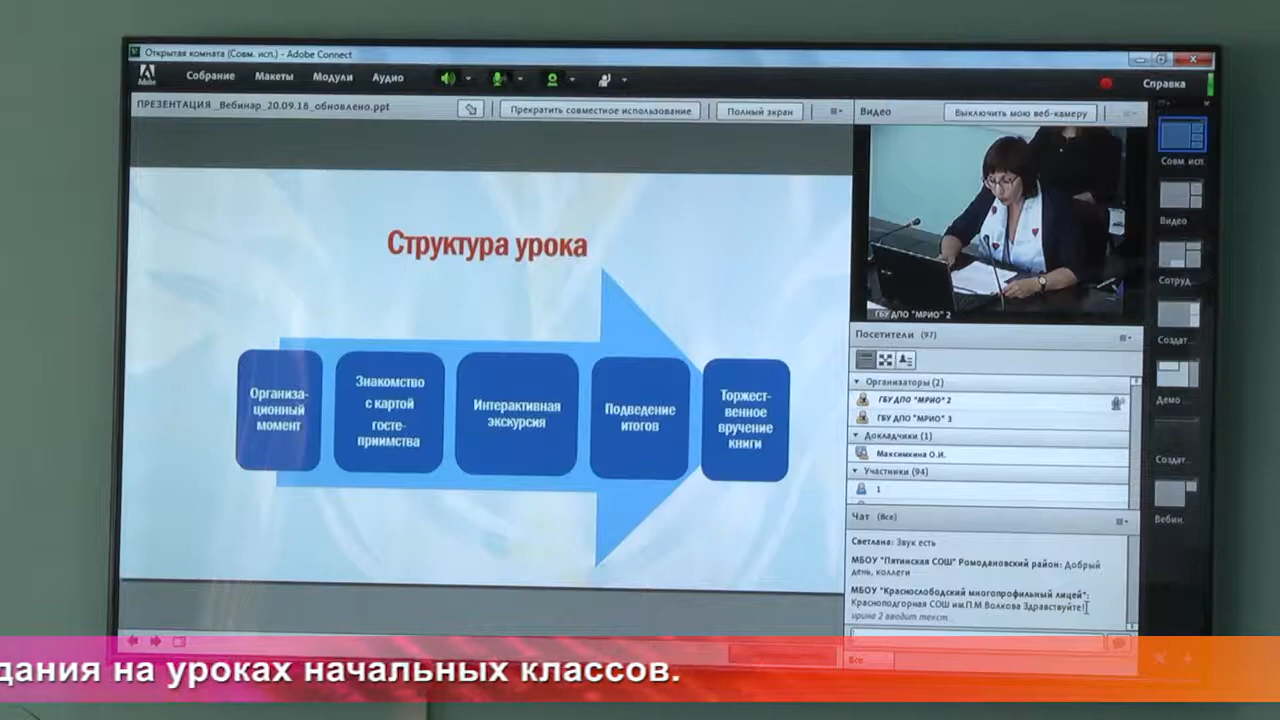 Открытая комната (Совм. исп.) - Adobe Connect
Adobe
Собрание Макеты Модули Аудио Справка
ПРЕЗЕНТАЦИЯ _Вебинар_20.09.18_обновлено.ppt
Прекратить совместное использование
Полный экран
Видео
Выключить мою веб-камеру
Структура урока
Организа-
ционный
момент
Знакомство
с картой
госте-
приимства
Интерактивная
экскурсия
Подведение
итогов
Торжест-
венное
вручение
книги
ГБУ ДПО "МРИО" 2
Посетители (97)
Организаторы (2)
ГБУ ДПО "МРИО" 2
ГБУ ДПО "МРИО" 3
Докладчики (1)
Максимкина О.И.
Участники (94)
1
Чат (Все)
Светлана: Звук есть
МБОУ "Пятинская СОШ" Ромодановский район: Добрый
день, коллеги
МБОУ "Краснослободский многопрофильный лицей":
Красноподгорная СОШ им.П.М Волкова Здравствуйте!
ирина 2 вводит текст...
Все
Совм. исп.
Видео
Сотруд.
Создат...
Демо
Создат...
Вебин.
дания на уроках начальных классов.